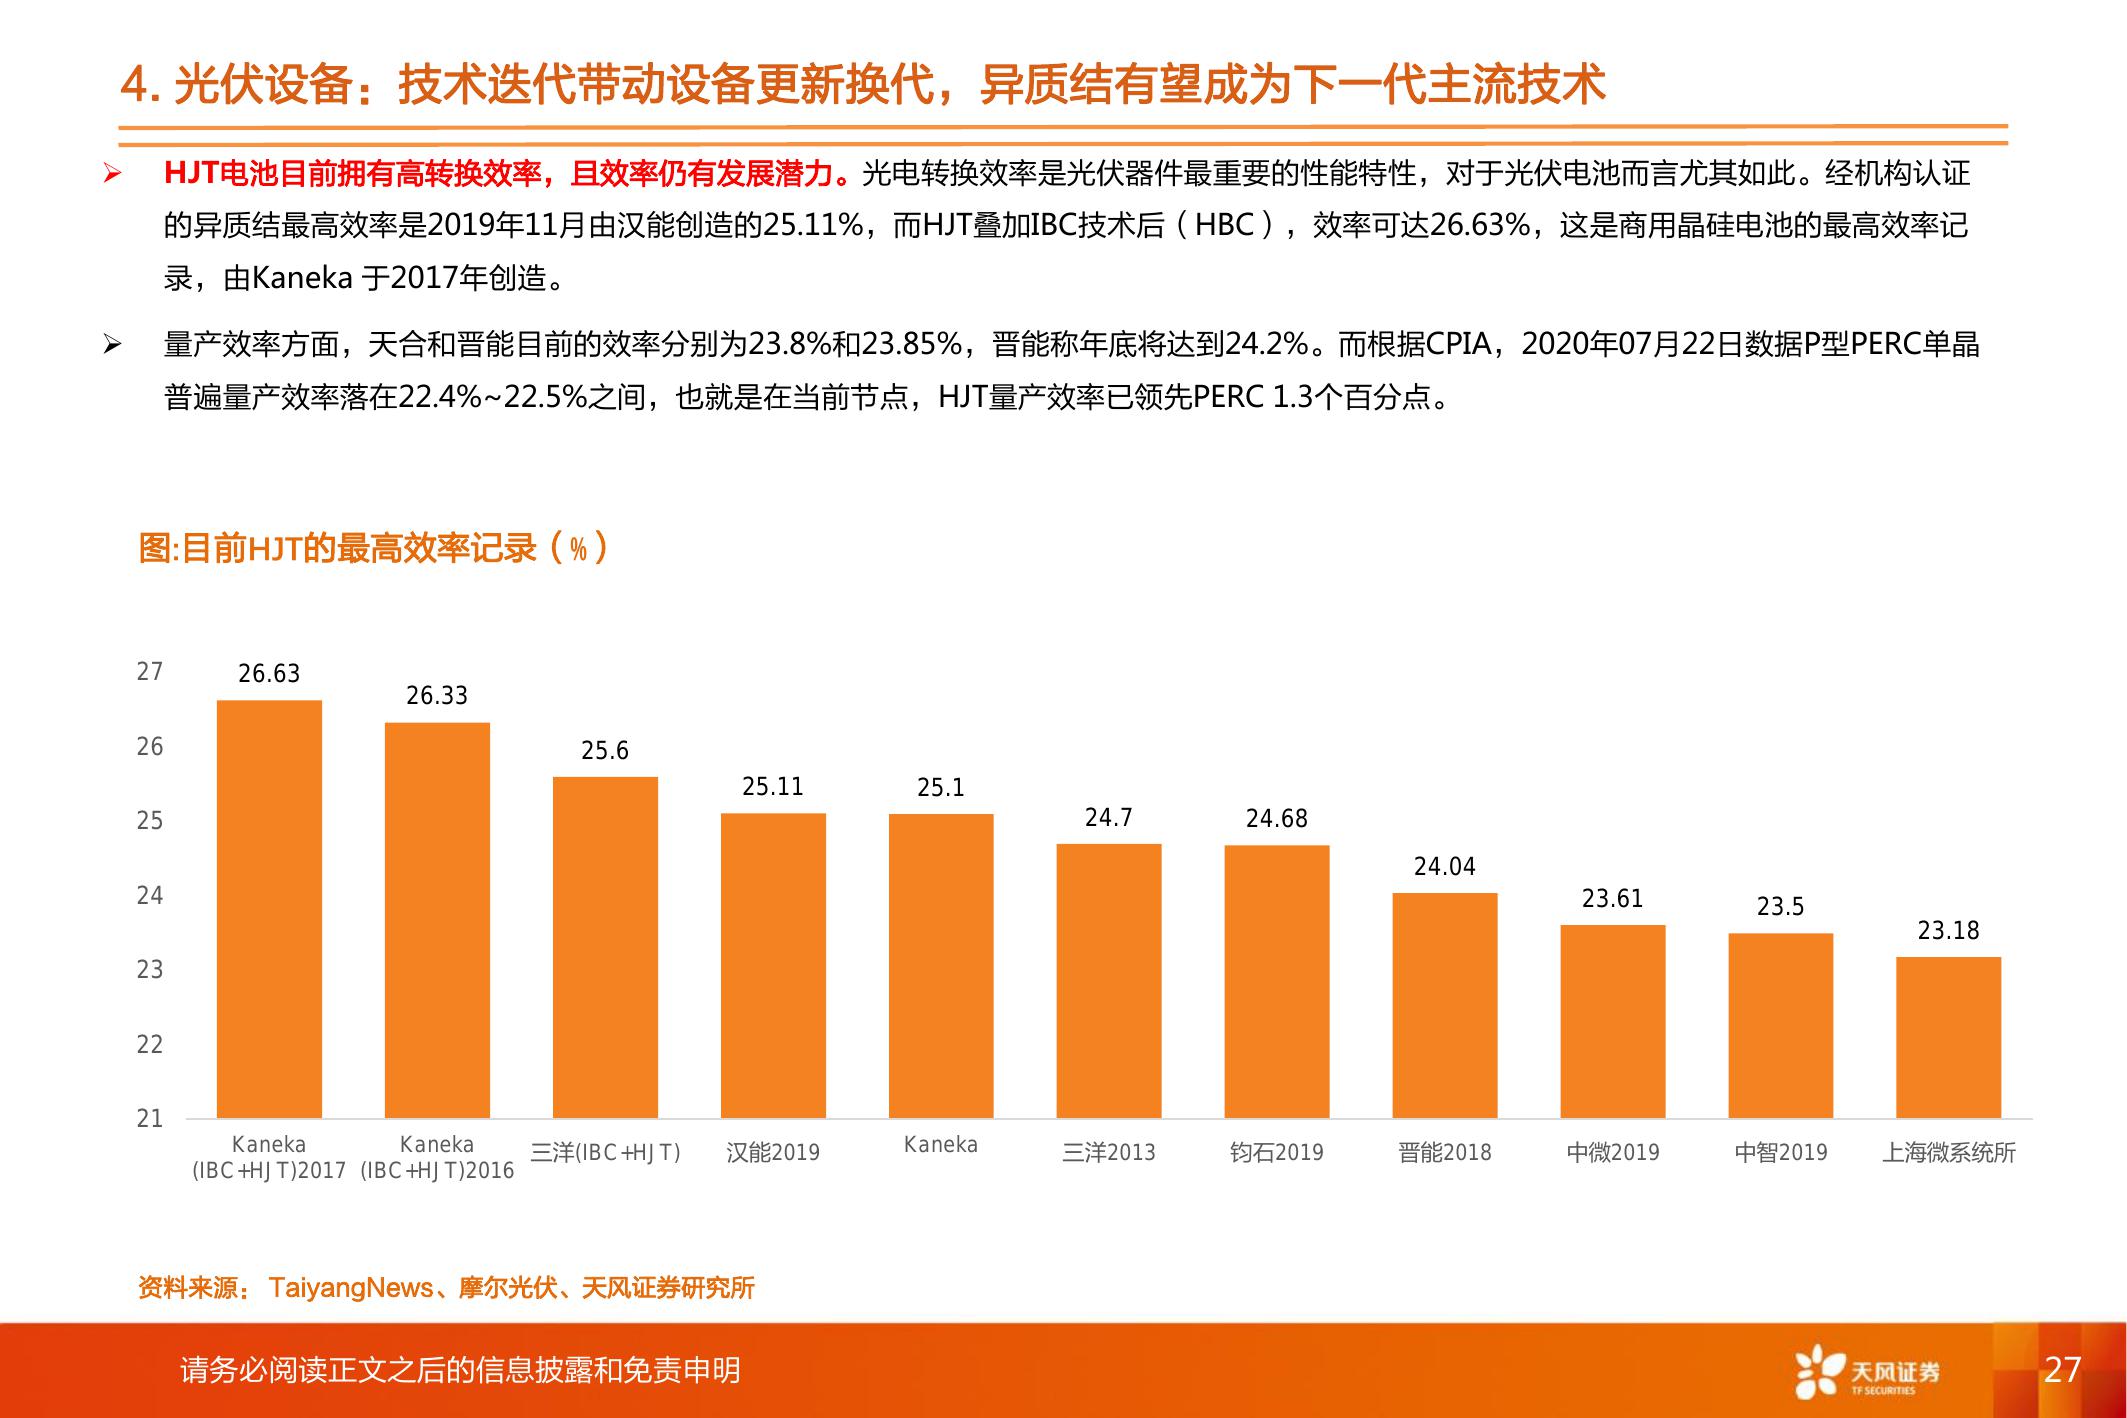 4. 光伏设备：技术迭代带动设备更新换代，异质结有望成为下一代主流技术
HJT电池目前拥有高转换效率，且效率仍有发展潜力。光电转换效率是光伏器件最重要的性能特性，对于光伏电池而言尤其如此。经机构认证
的异质结最高效率是2019年11月由汉能创造的25.11%，而HJT叠加IBC技术后（HBC），效率可达26.63%，这是商用晶硅电池的最高效率记
录，由Kaneka 于2017年创造。
量产效率方面，天合和晋能目前的效率分别为23.8%和23.85%，晋能称年底将达到24.2%。而根据CPIA，2020年07月22日数据P型PERC单晶
普遍量产效率落在22.4%~22.5%之间，也就是在当前节点，HJT量产效率已领先PERC 1.3个百分点。
图:目前HJT的最高效率记录（%）
27
26
25
24
23
22
21
26.63
26.33
25.6
25.11
25.1
24.7
24.68
24.04
23.61
23.5
23.18
Kaneka
(IBC+HJT)2017
Kaneka
(IBC+HJT)2016
三洋(IBC+HJT)
汉能2019
Kaneka
三洋2013
钧石2019
晋能2018
中微2019
中智2019
上海微系统所
资料来源： TaiyangNews、摩尔光伏、天风证券研究所
请务必阅读正文之后的信息披露和免责申明
天风证券
TF SECURITIES
27